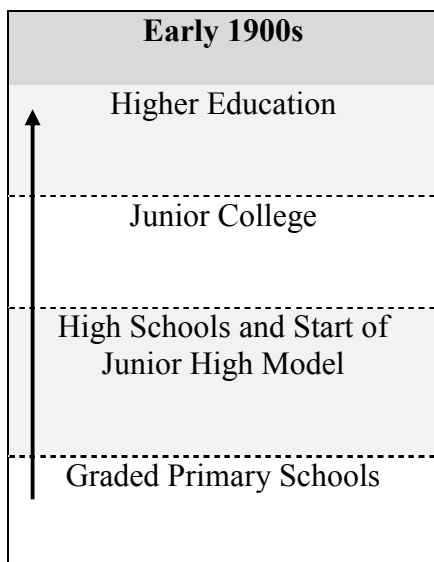 Early 1900s
Higher Education
Junior College
High Schools and Start of
Junior High Model
Graded Primary Schools